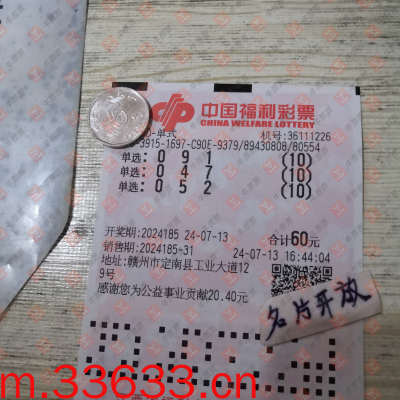 中国福利彩票
CHINA WELFARE LOTTERY
D-单式 机号:36111226
-3915-1697-C90E-9379/89430808/80554
单选: 0 9 1 (10)
单选: 0 4 7 (10)
单选: 0 5 2 (10)
开奖期:2024185 24-07-13 合计60元
销售期:2024185-31 24-07-13 16:44:04
地址:赣州市定南县工业大道12
9号
感谢您为公益事业贡献20.40元
名片开放
m.33633.cn